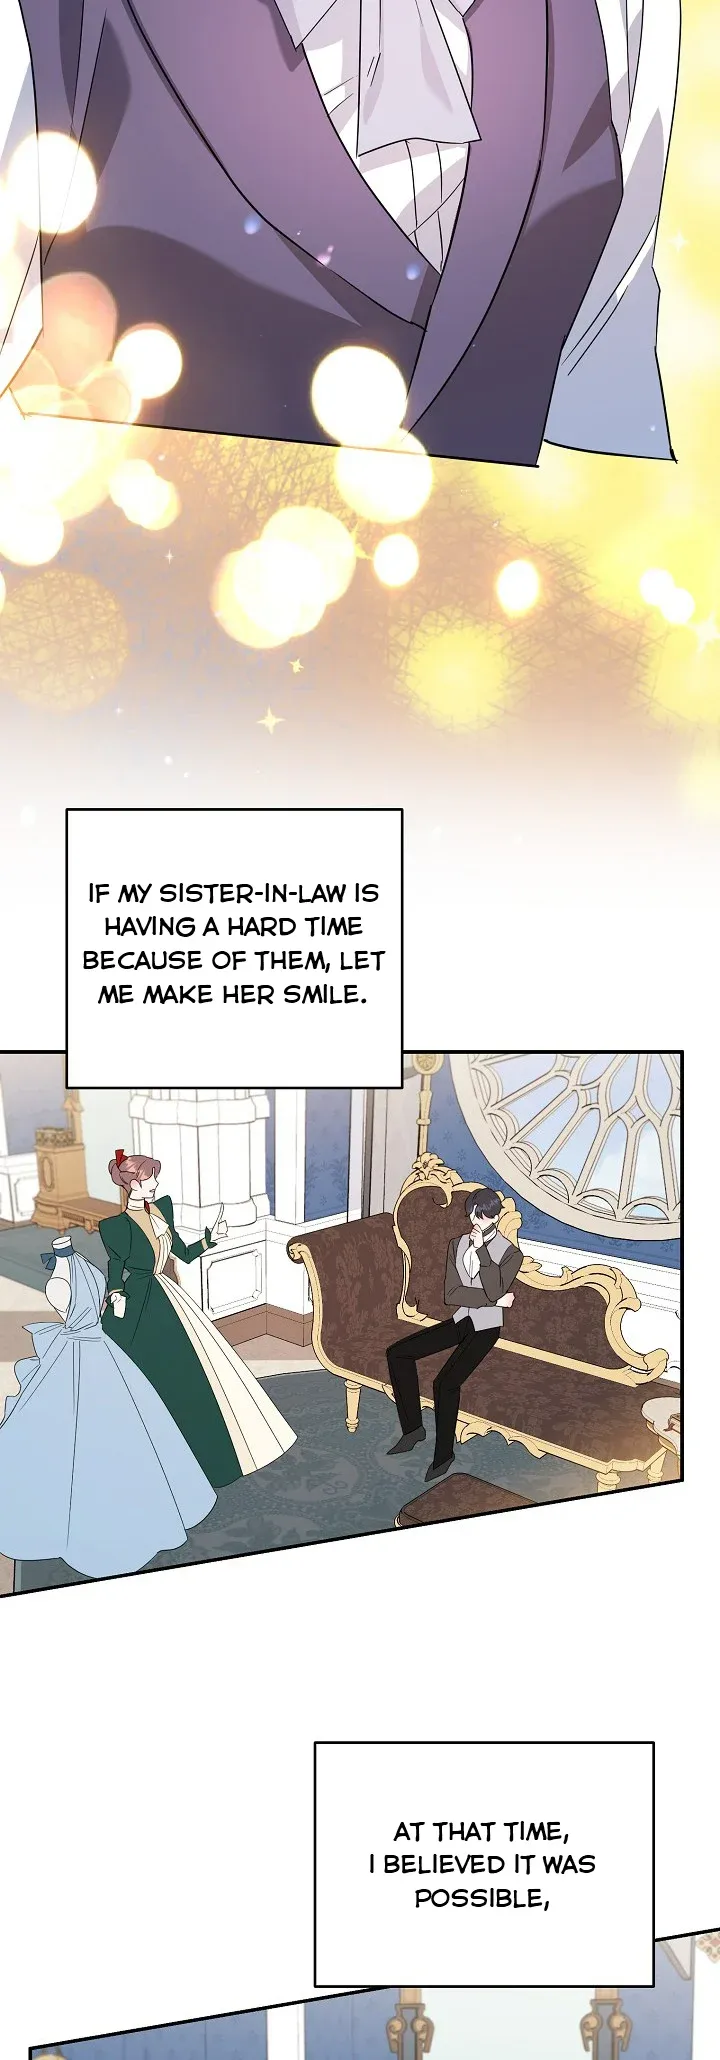 IF MY SISTER-IN-LAW IS
HAVING A HARD TIME
BECAUSE OF THEM, LET
ME MAKE HER SMILE.
AT THAT TIME,
I BELIEVED IT WAS
POSSIBLE,